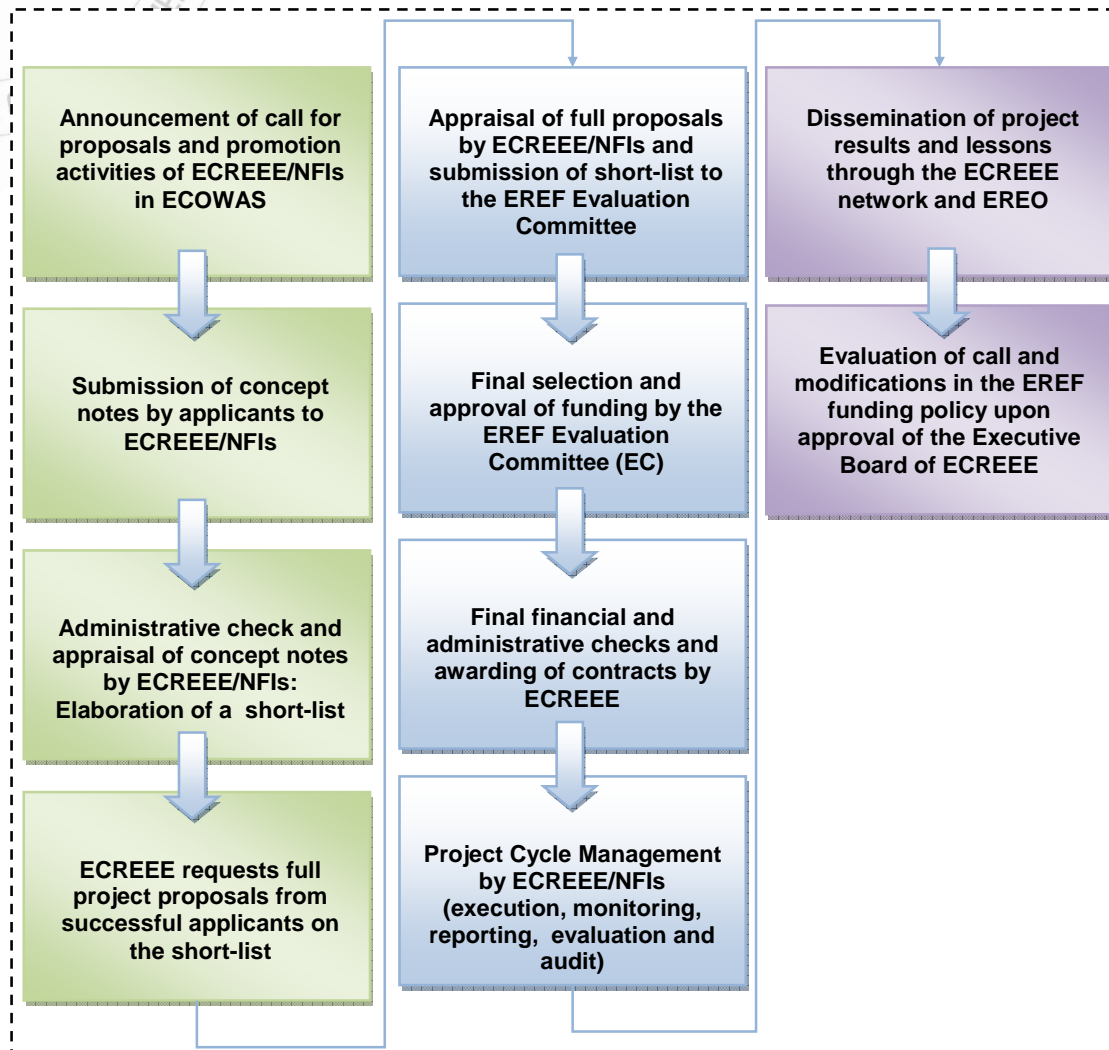 Announcement of call for
proposals and promotion
activities of ECREEE/NFIs
in ECOWAS
Submission of concept
notes by applicants to
ECREEE/NFIs
Administrative check and
appraisal of concept notes
by ECREEE/NFIs:
Elaboration of a short-list
ECREEE requests full
project proposals from
successful applicants on
the short-list
Appraisal of full proposals
by ECREEE/NFIs and
submission of short-list to
the EREF Evaluation
Committee
Final selection and
approval of funding by the
EREF Evaluation
Committee (EC)
Final financial and
administrative checks and
awarding of contracts by
ECREEE
Project Cycle Management
by ECREEE/NFIs
(execution, monitoring,
reporting, evaluation and
audit)
Dissemination of project
results and lessons
through the ECREEE
network and EREO
Evaluation of call and
modifications in the EREF
funding policy upon
approval of the Executive
Board of ECREEE